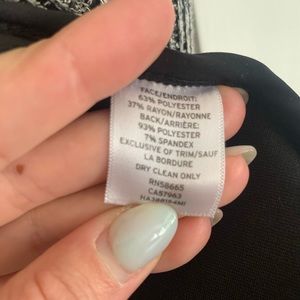 FACE/ENDROIT:
63% POLYESTER
37% RAYON/RAYONNE
BACK/ARRIÈRE:
93% POLYESTER
7% SPANDEX
EXCLUSIVE OF TRIM/SAUF
LA BORDURE
DRY CLEAN ONLY
RN58665
CA57963